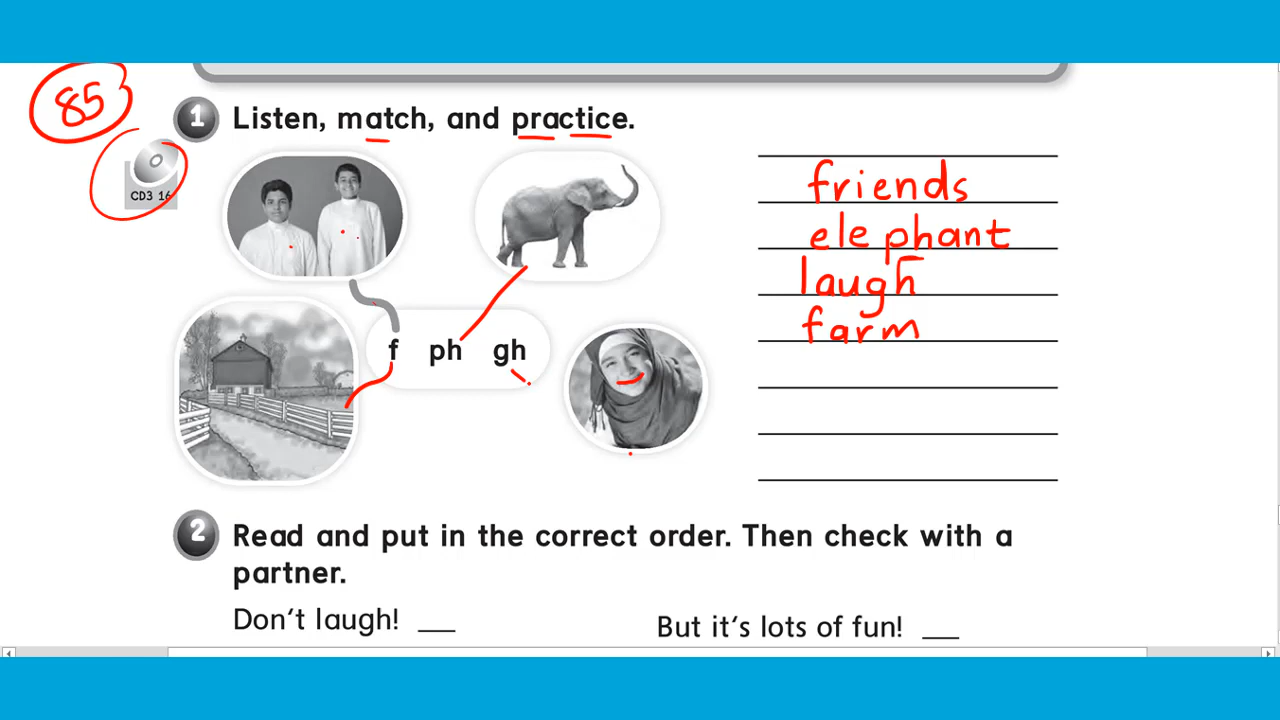 85
1 Listen, match, and practice.
CD3 16
friends
elephant
laugh
farm
f ph gh
2 Read and put in the correct order. Then check with a
partner.
Don't laugh! ___
But it's lots of fun! ___